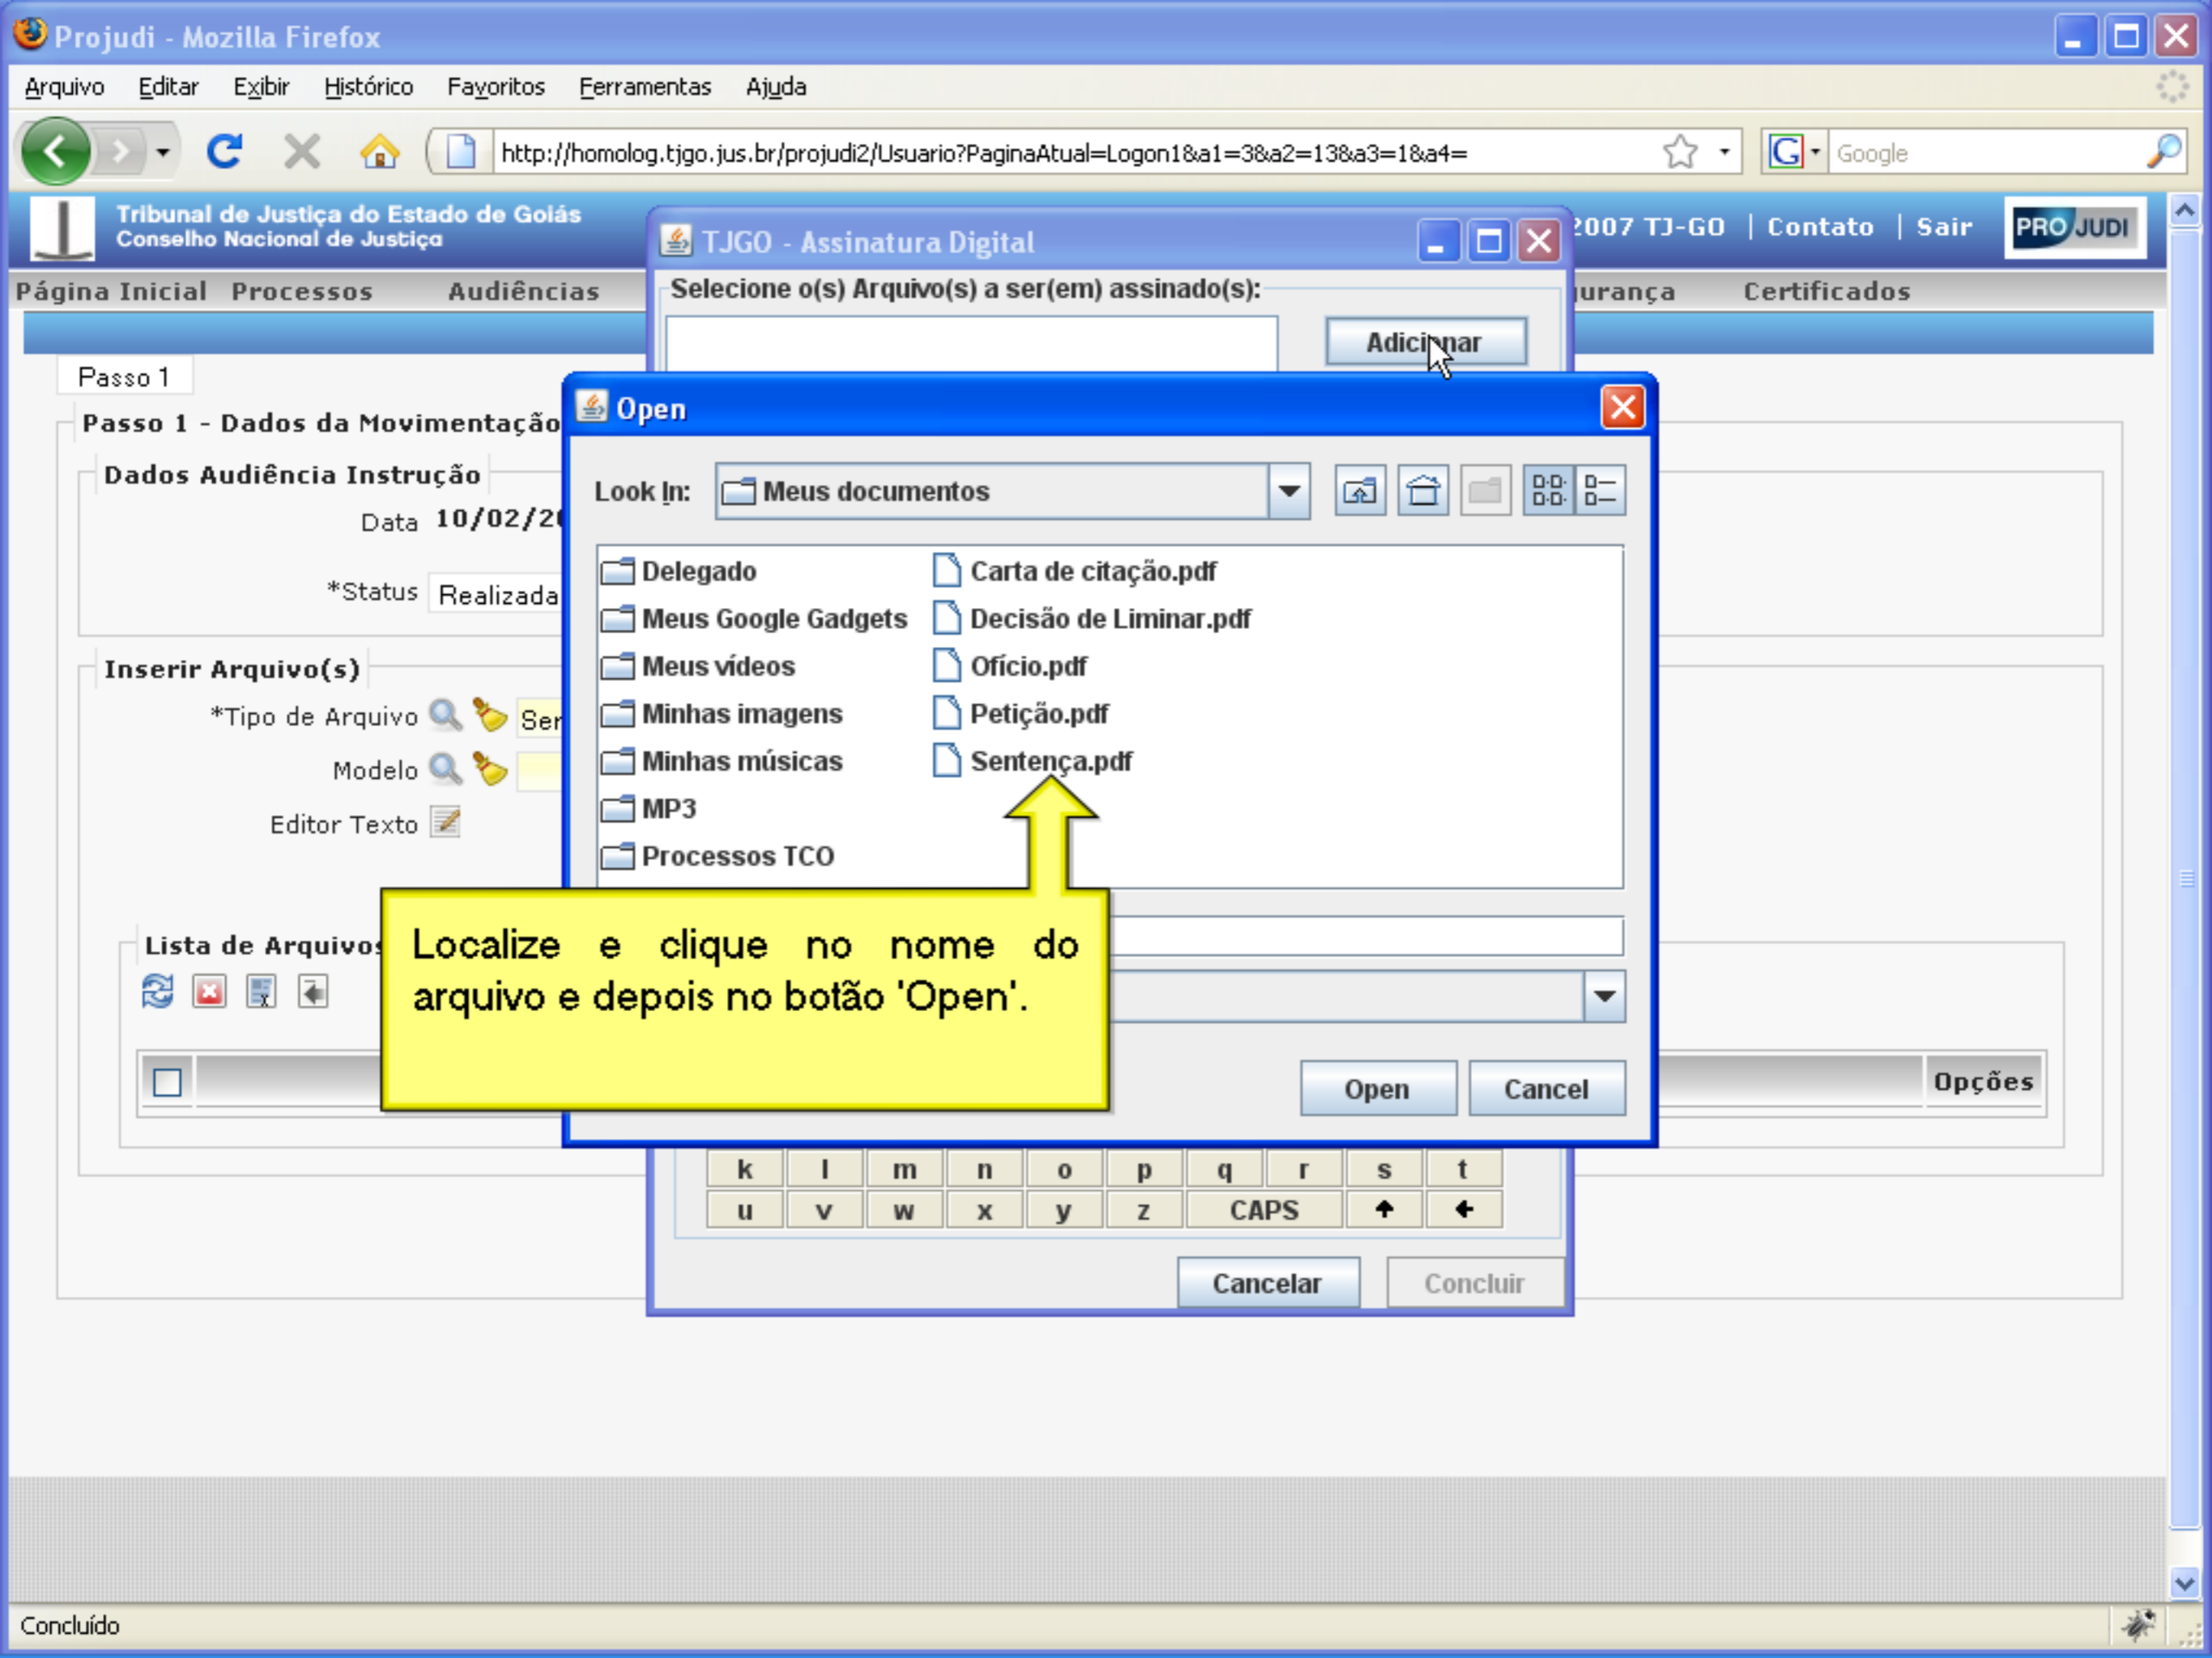 Projudi - Mozilla Firefox
Arquivo Editar Exibir Histórico Favoritos Ferramentas Ajuda
http://homolog.tjgo.jus.br/projudi2/Usuario?PaginaAtual=Logon1&a1=3&a2=13&a3=1&a4=
Google
Tribunal de Justiça do Estado de Goiás
Conselho Nacional de Justiça
2007 TJ-GO | Contato | Sair
PROJUDI
TJGO - Assinatura Digital
Página Inicial Processos Audiências
urança Certificados
Selecione o(s) Arquivo(s) a ser(em) assinado(s):
Adicionar
Passo 1
Passo 1 - Dados da Movimentação
Dados Audiência Instrução
Data 10/02/20
*Status Realizada
Inserir Arquivo(s)
*Tipo de Arquivo Ser
Modelo
Editor Texto
Lista de Arquivos
Opções
Open
Look In: Meus documentos
Delegado
Meus Google Gadgets
Meus vídeos
Minhas imagens
Minhas músicas
MP3
Processos TCO
Carta de citação.pdf
Decisão de Liminar.pdf
Ofício.pdf
Petição.pdf
Sentença.pdf
Localize e clique no nome do
arquivo e depois no botão 'Open'.
Open Cancel
k l m n o p q r s t
u v w x y z CAPS
Cancelar Concluir
Concluído